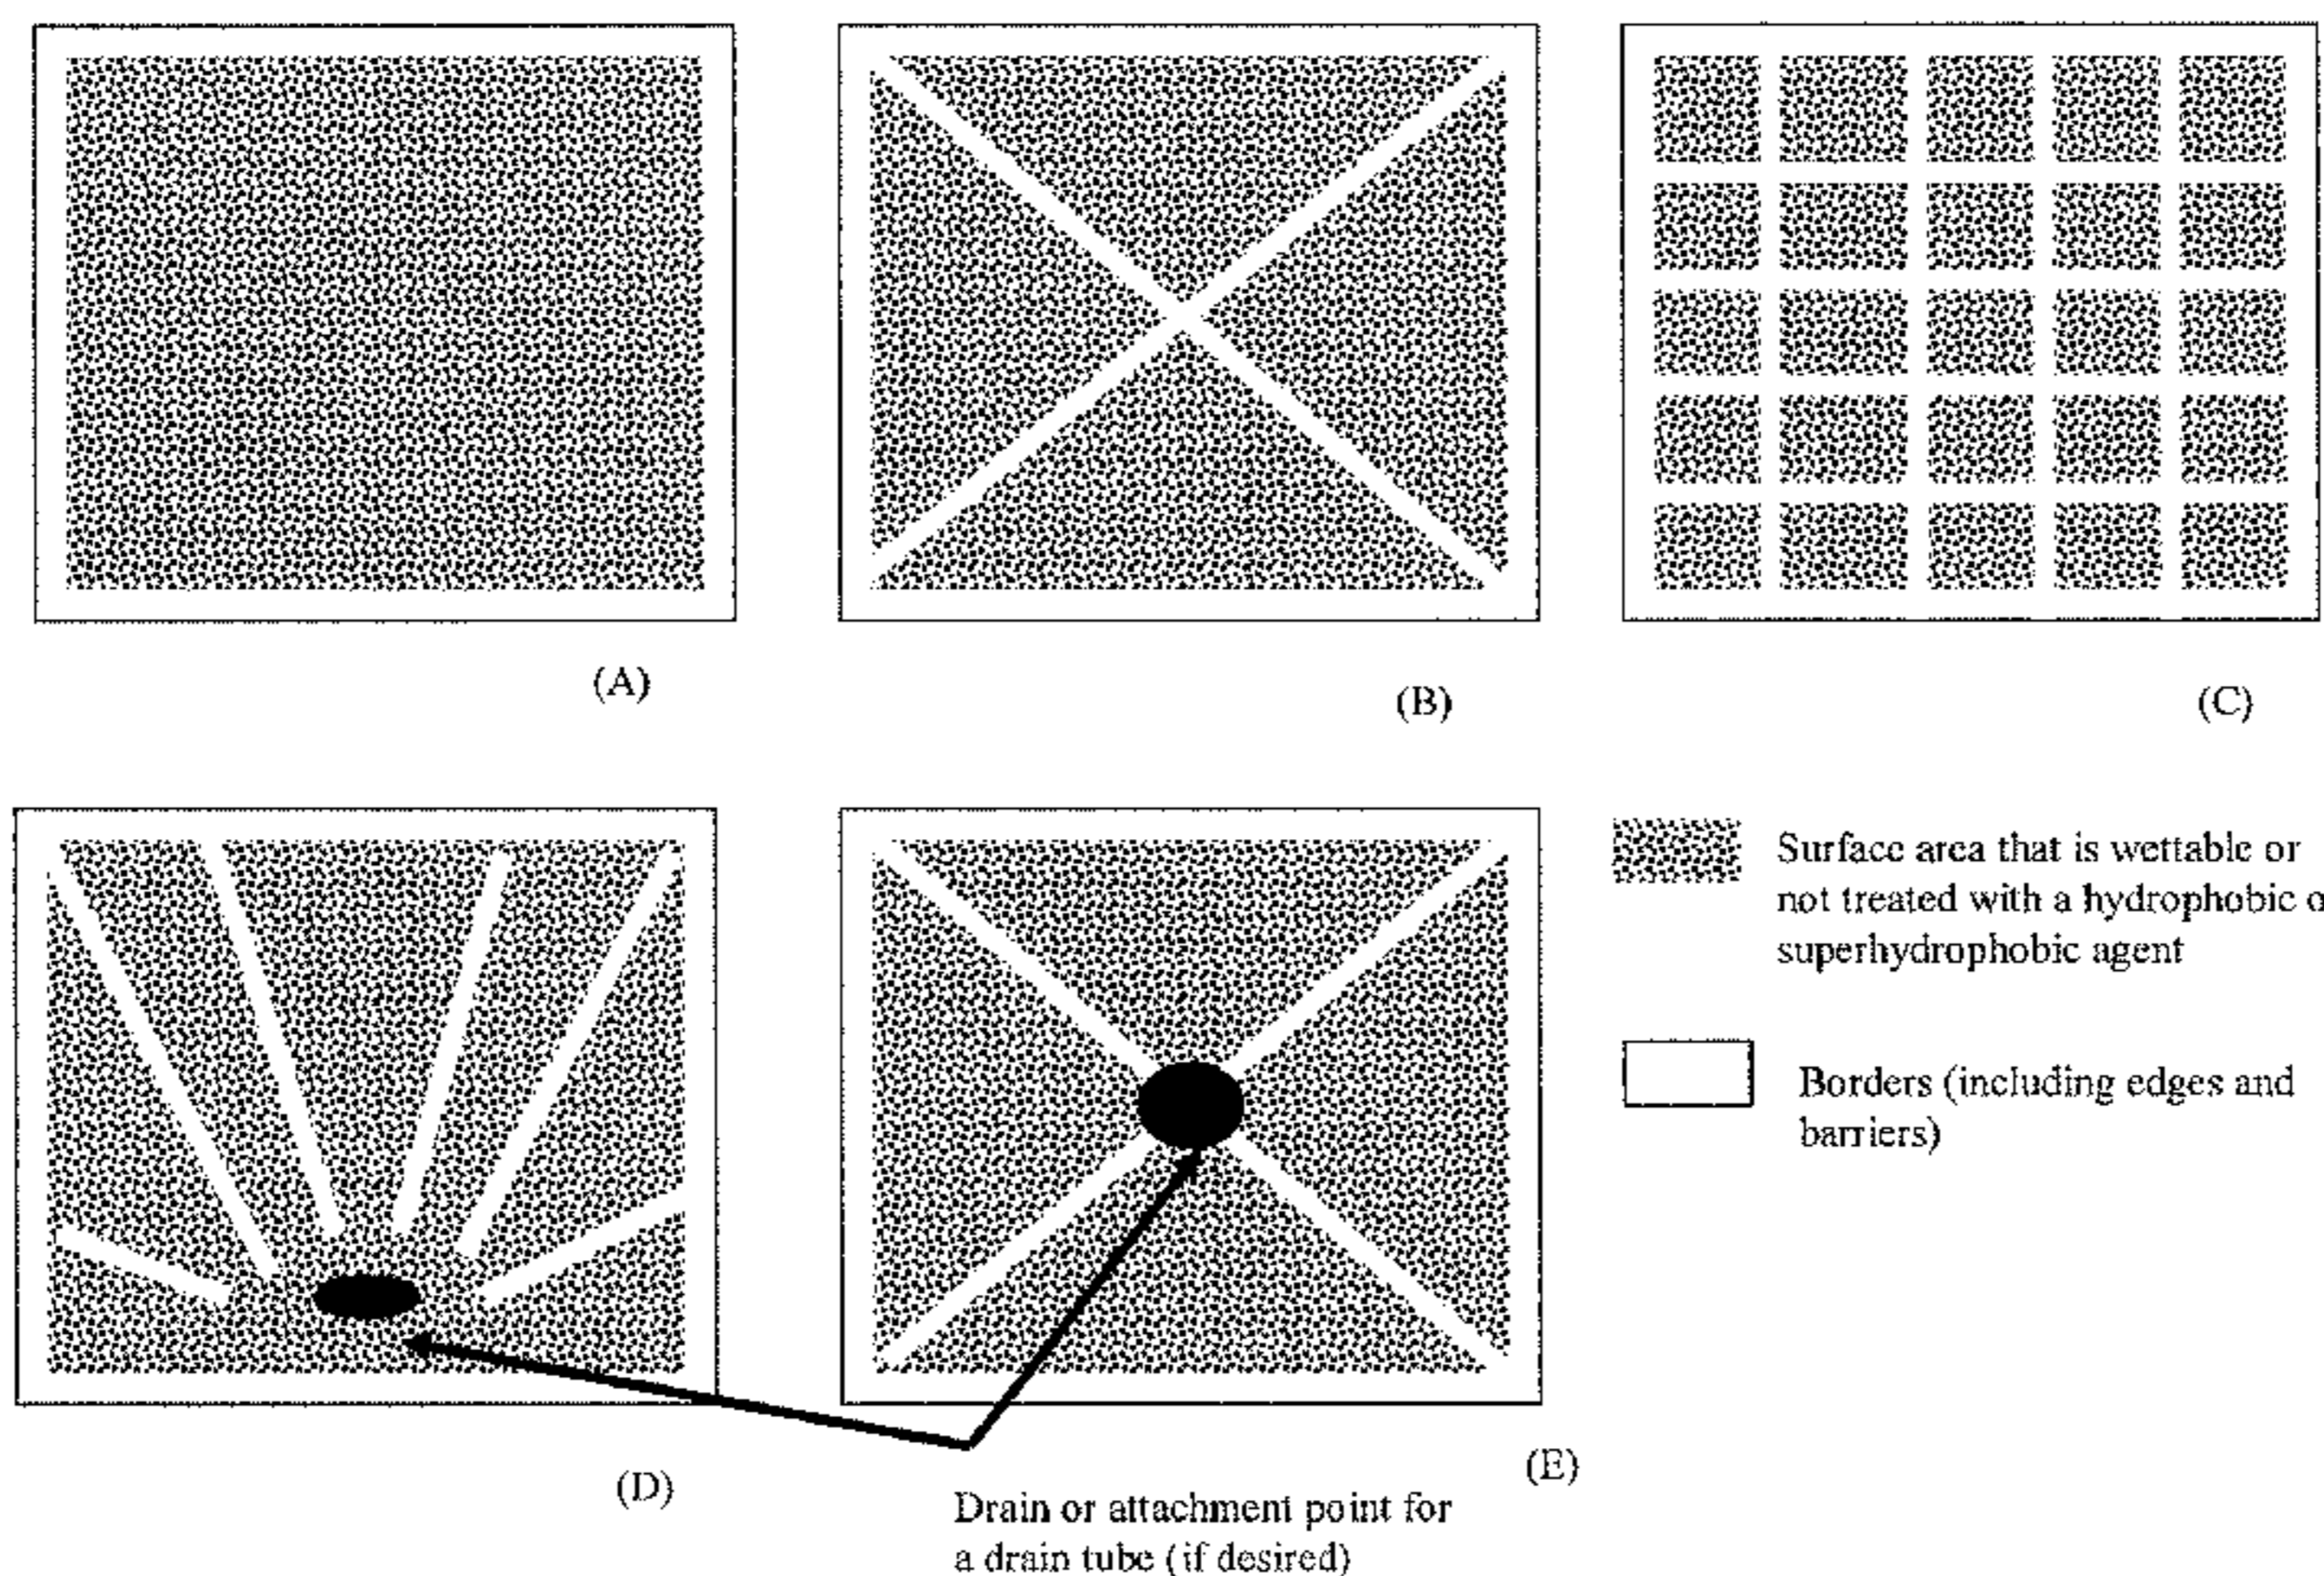 (A)
(B)
(C)
Surface area that is wettable or
not treated with a hydrophobic
superhydrophobic agent
Borders (including edges and
barriers)
(D)
(E)
Drain or attachment point for
a drain tube (if desired)